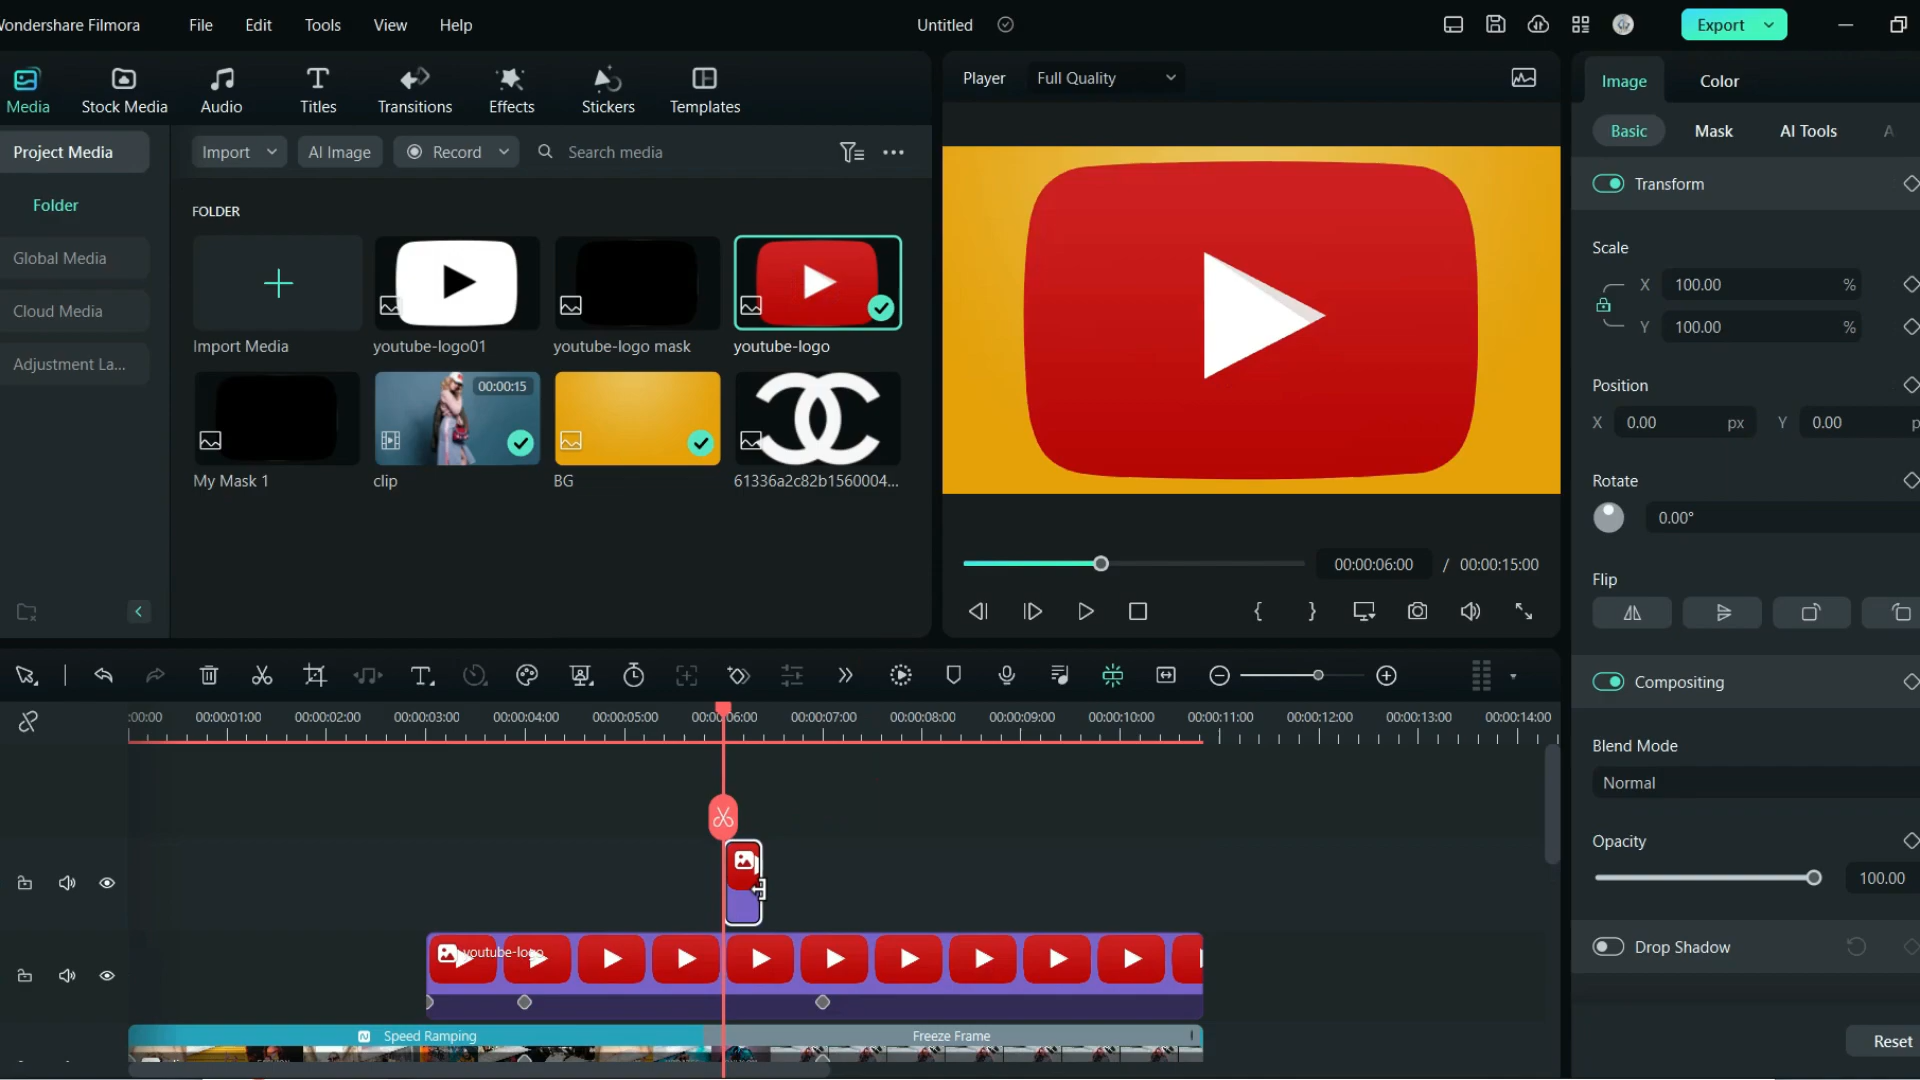 Wondershare Filmora File Edit Tools View Help Untitled Export
Media Stock Media Audio Titles Transitions Effects Stickers Templates
Player Full Quality
Image Color
Basic Mask AI Tools A
Project Media
Import AI Image Record Search media
Folder
Global Media
Cloud Media
Adjustment La...
FOLDER
Import Media youtube-logo01 youtube-logo mask youtube-logo
00:00:15
My Mask 1 clip BG 61336a2c82b1560004...
Transform
Scale
X 100.00 %
Y 100.00 %
Position
X 0.00 px Y 0.00 p
Rotate
0.00°
Flip
00:00:06:00 / 00:00:15:00
Compositing
Blend Mode
Normal
Opacity
100.00
Drop Shadow
Reset
:00:00 00:00:01:00 00:00:02:00 00:00:03:00 00:00:04:00 00:00:05:00 00:00:06:00 00:00:07:00 00:00:08:00 00:00:09:00 00:00:10:00 00:00:11:00 00:00:12:00 00:00:13:00 00:00:14:00
youtube-logo
Speed Ramping Freeze Frame